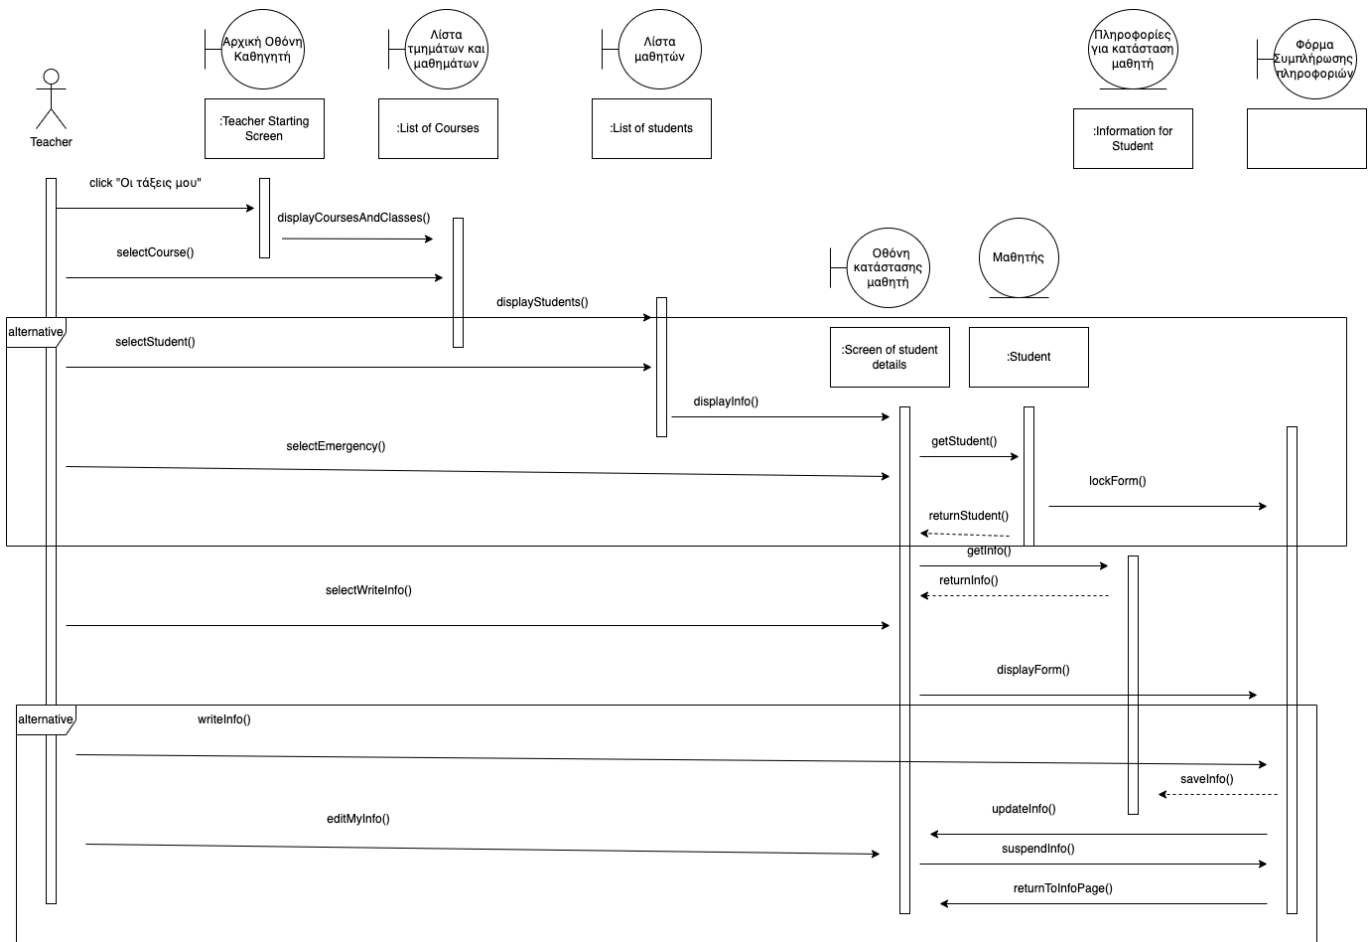 Αρχική Οθόνη
Καθηγητή
Λίστα
τμημάτων και
μαθημάτων
Λίστα
μαθητών
Πληροφορίες
για κατάσταση
μαθητή
Φόρμα
Συμπλήρωσης
πληροφοριών
Teacher
:Teacher Starting
Screen
:List of Courses
:List of students
:Information for
Student
click "Οι τάξεις μου"
displayCoursesAndClasses()
selectCourse()
Οθόνη
κατάστασης
μαθητή
Μαθητής
displayStudents()
alternative
selectStudent()
:Screen of student
details
:Student
displayInfo()
selectEmergency()
getStudent()
lockForm()
returnStudent()
getInfo()
returnInfo()
selectWriteInfo()
displayForm()
alternative
writeInfo()
saveInfo()
updateInfo()
editMyInfo()
suspendInfo()
returnToInfoPage()